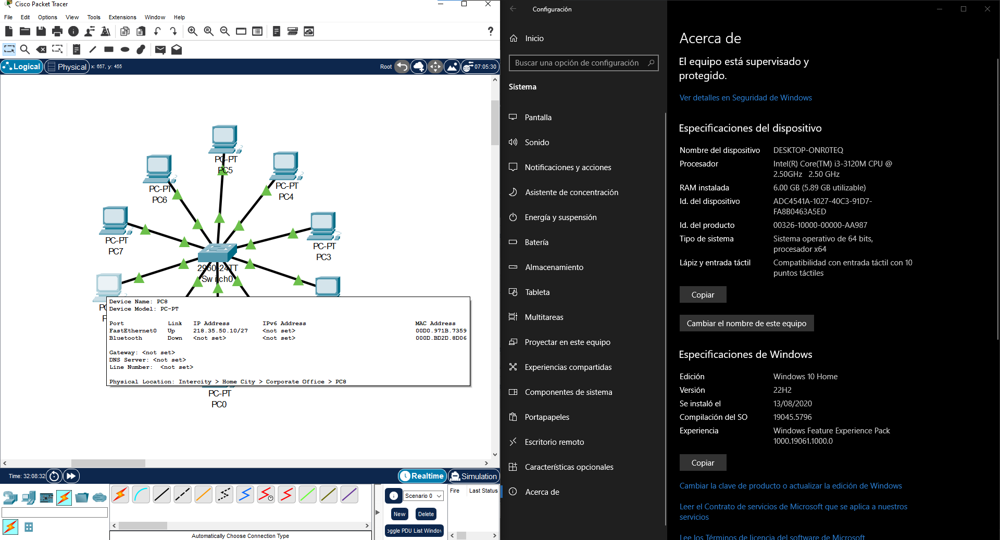 Cisco Packet Tracer
File Edit Options View Tools Extensions Window Help
?
Logical Physical x: 657, y: 455 Root 07:05:30
PC-PT
PC5
PC-PT
PC6
PC-PT
PC4
PC-PT
PC7
PC-PT
PC3
2960-24TT
Switch0
Device Name: PC8
Device Model: PC-PT
Port Link IP Address IPv6 Address MAC Address
FastEthernet0 Up 218.35.50.10/27 <not set> 00D0.971B.7359
Bluetooth Down <not set> <not set> 000D.BD2D.8D06
Gateway: <not set>
DNS Server: <not set>
Line Number: <not set>
Physical Location: Intercity > Home City > Corporate Office > PC8
PC-PT
PC0
Time: 32:08:32 Realtime Simulation
Scenario 0
New Delete
oggle PDU List Windov
Fire Last Status
Automatically Choose Connection Type
Configuración
Inicio
Buscar una opción de configuración
Sistema
Pantalla
Sonido
Notificaciones y acciones
Asistente de concentración
Energía y suspensión
Batería
Almacenamiento
Tableta
Multitareas
Proyectar en este equipo
Experiencias compartidas
Componentes de sistema
Portapapeles
Escritorio remoto
Características opcionales
Acerca de
Acerca de
El equipo está supervisado y
protegido.
Ver detalles en Seguridad de Windows
Especificaciones del dispositivo
Nombre del dispositivo DESKTOP-ONR0TEQ
Procesador Intel(R) Core(TM) i3-3120M CPU @
2.50GHz 2.50 GHz
RAM instalada 6.00 GB (5.89 GB utilizable)
Id. del dispositivo ADC4541A-1027-40C3-91D7-
FA8B0463A5ED
Id. del producto 00326-10000-00000-AA987
Tipo de sistema Sistema operativo de 64 bits,
procesador x64
Lápiz y entrada táctil Compatibilidad con entrada táctil con 10
puntos táctiles
Copiar
Cambiar el nombre de este equipo
Especificaciones de Windows
Edición Windows 10 Home
Versión 22H2
Se instaló el 13/08/2020
Compilación del SO 19045.5796
Experiencia Windows Feature Experience Pack
1000.19061.1000.0
Copiar
Cambiar la clave de producto o actualizar la edición de Windows
Leer el Contrato de servicios de Microsoft que se aplica a nuestros
servicios
Lee los Términos de licencia del software de Microsoft